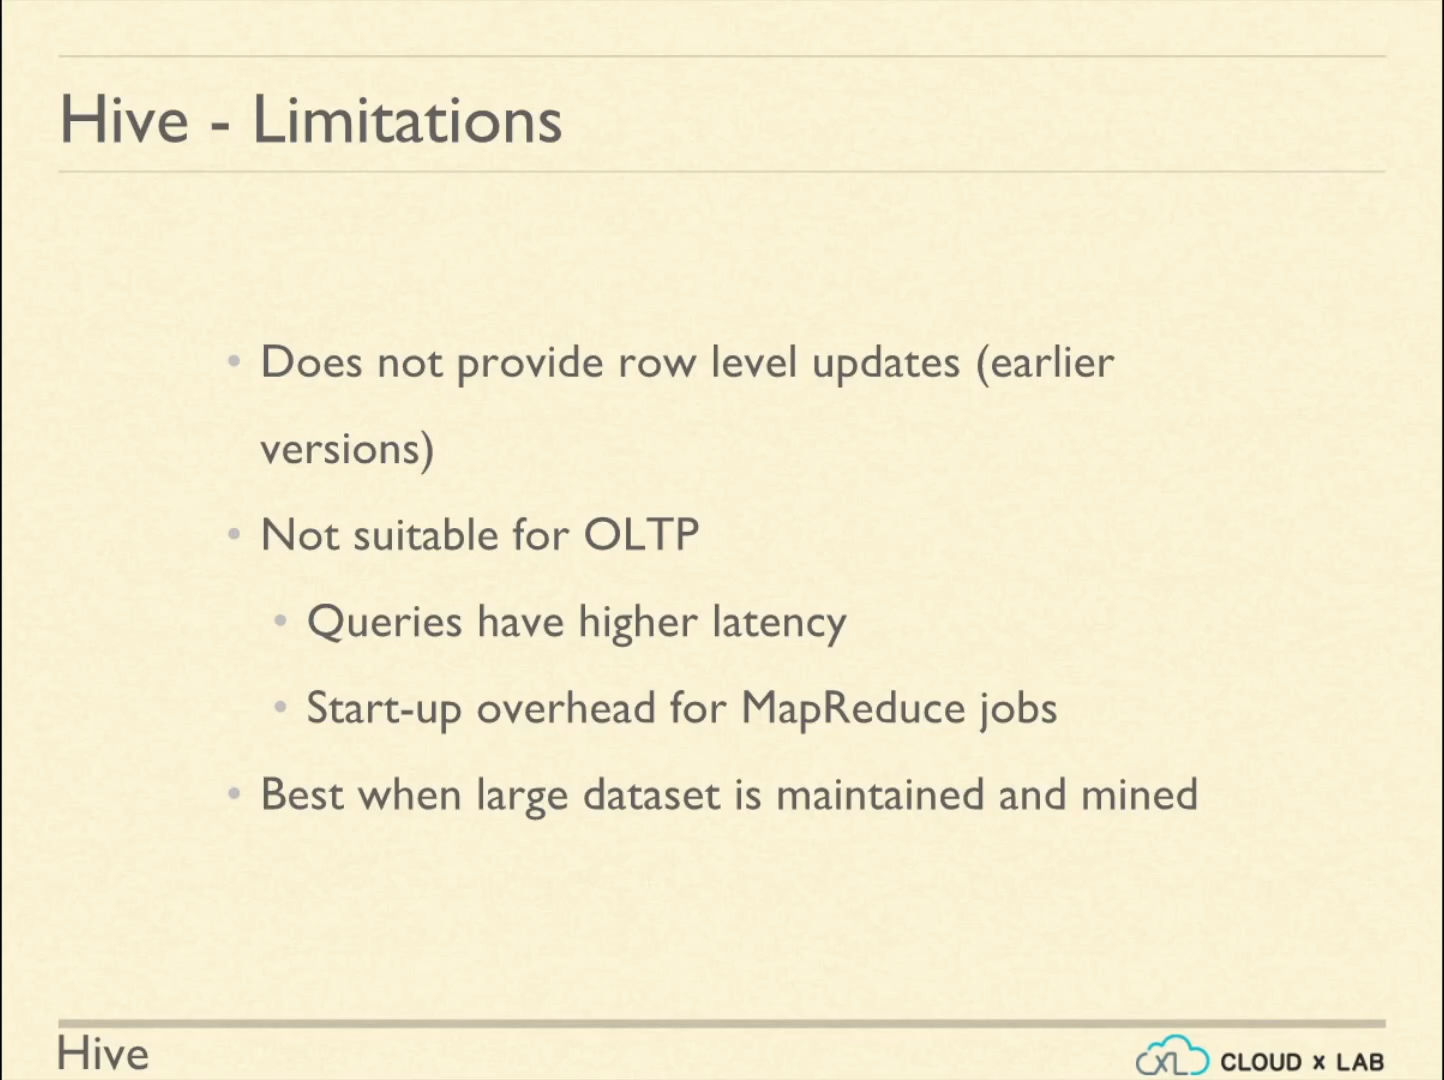 Hive - Limitations
• Does not provide row level updates (earlier
versions)
• Not suitable for OLTP
• Queries have higher latency
• Start-up overhead for MapReduce jobs
• Best when large dataset is maintained and mined
Hive
CXL CLOUD x LAB